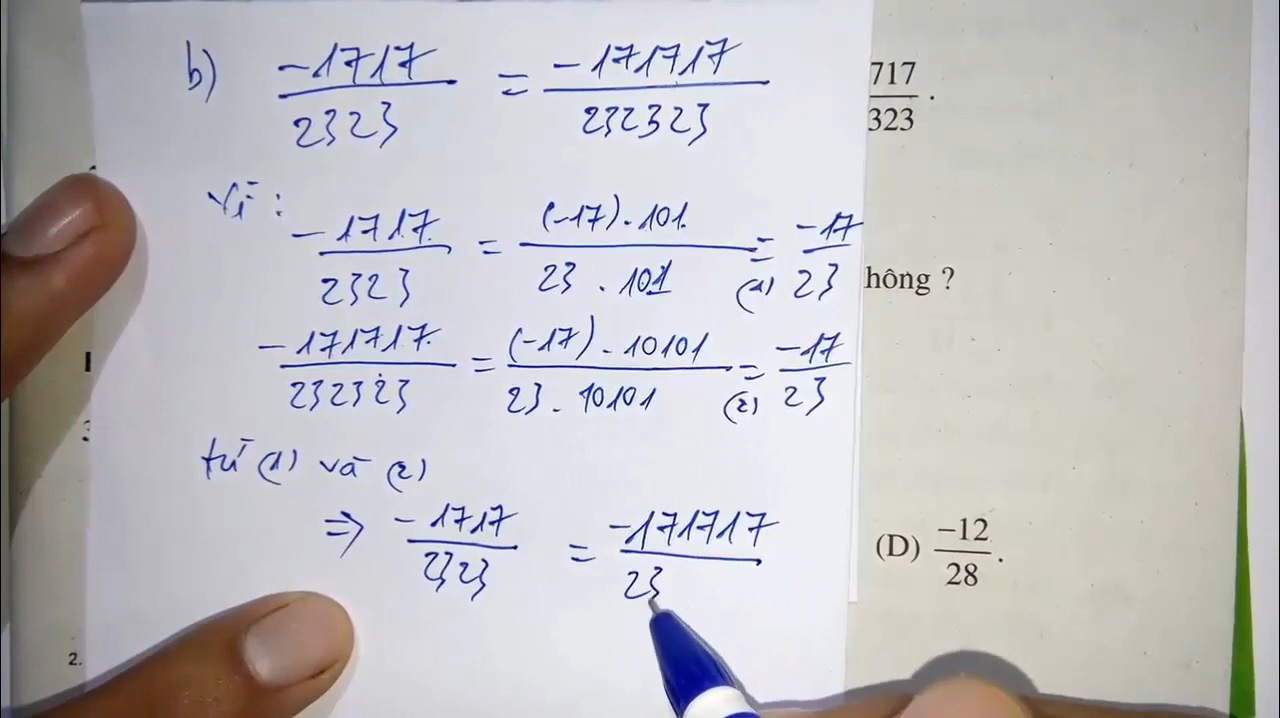 b) -1717/2323 = -171717/232323
717/323 .
Vì :
-1717/2323 = (-17).101/23.101 =(1) -17/23
hông ?
-171717/232323 = (-17).10101/23.10101 =(2) -17/23
từ (1) và (2)
⇒ -1717/2323 = -171717/23
(D) -12/28 .
2.